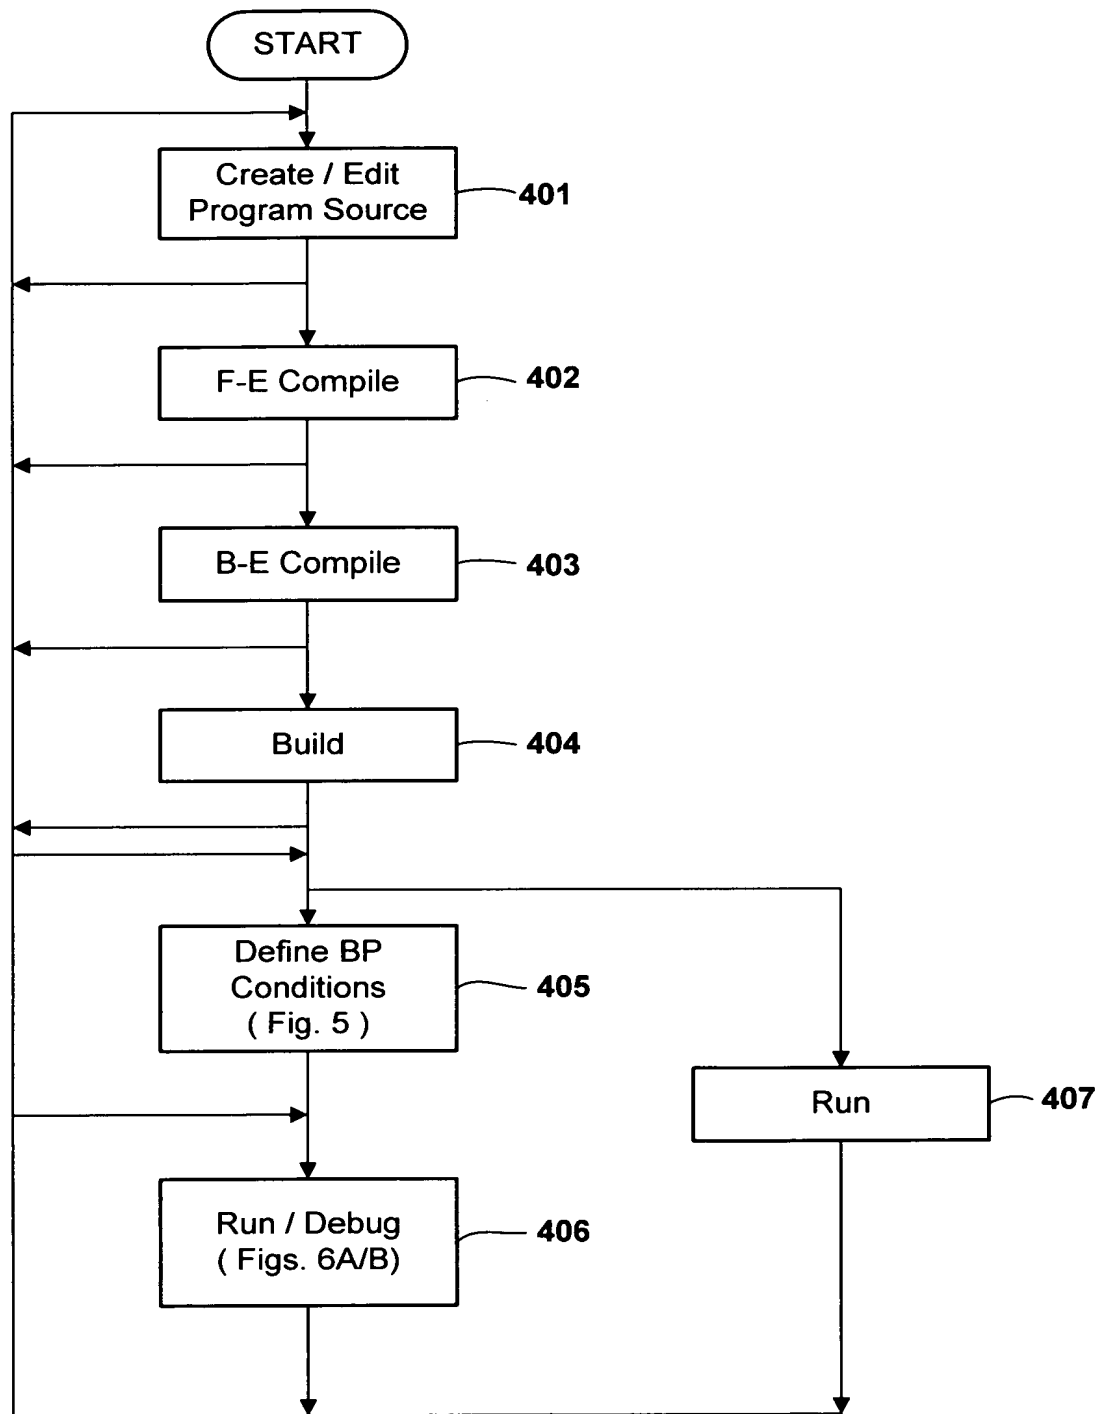 START
Create / Edit
Program Source
401
F-E Compile
402
B-E Compile
403
Build
404
Define BP
Conditions
( Fig. 5 )
405
Run
407
Run / Debug
( Figs. 6A/B)
406